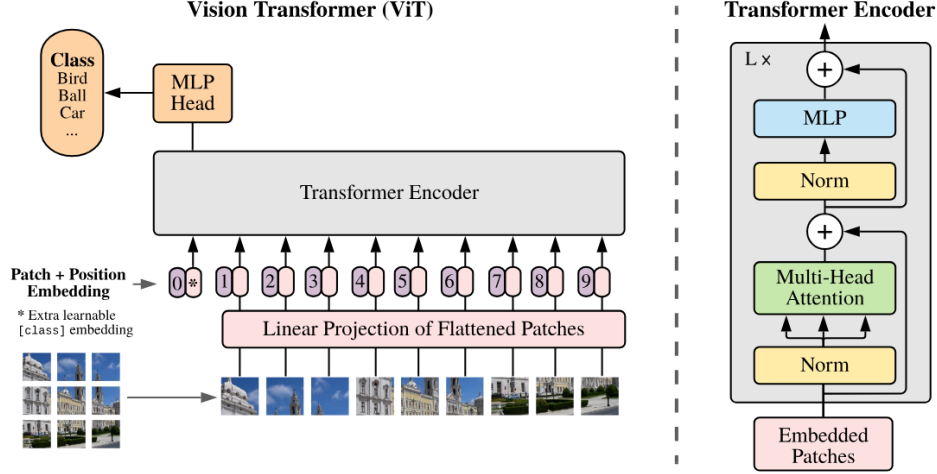 Vision Transformer (ViT)
Class
Bird
Ball
Car
...
MLP
Head
Transformer Encoder
Patch + Position
Embedding
0 * 1 2 3 4 5 6 7 8 9
* Extra learnable
[class] embedding
Linear Projection of Flattened Patches
Transformer Encoder
L ×
+
MLP
Norm
+
Multi-Head
Attention
Norm
Embedded
Patches